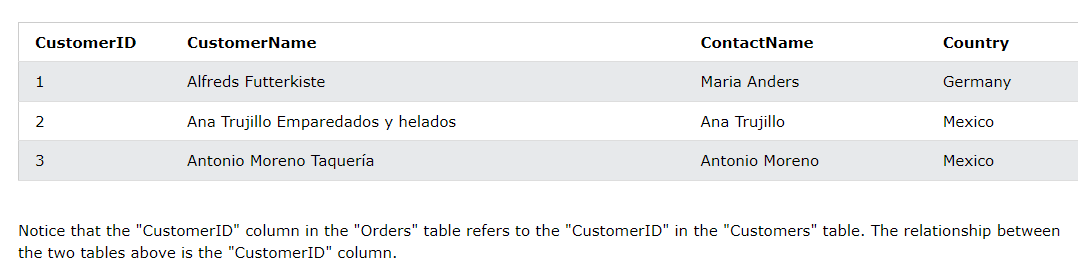 CustomerID CustomerName ContactName Country
1 Alfreds Futterkiste Maria Anders Germany
2 Ana Trujillo Emparedados y helados Ana Trujillo Mexico
3 Antonio Moreno Taquería Antonio Moreno Mexico
Notice that the "CustomerID" column in the "Orders" table refers to the "CustomerID" in the "Customers" table. The relationship between
the two tables above is the "CustomerID" column.